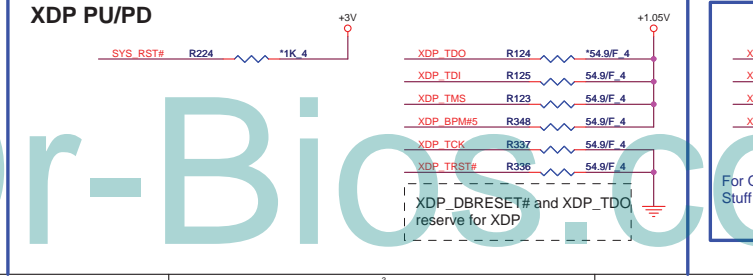 XDP PU/PD
+3V
SYS_RST# R224 *1K_4
+1.05V
XDP_TDO R124 *54.9/F_4
XDP_TDI R125 54.9/F_4
XDP_TMS R123 54.9/F_4
XDP_BPM#5 R348 54.9/F_4
XDP_TCK R337 54.9/F_4
XDP_TRST# R336 54.9/F_4
XDP_DBRESET# and XDP_TDO
reserve for XDP
X
X
X
X
For
Stuff
r-Bios.c